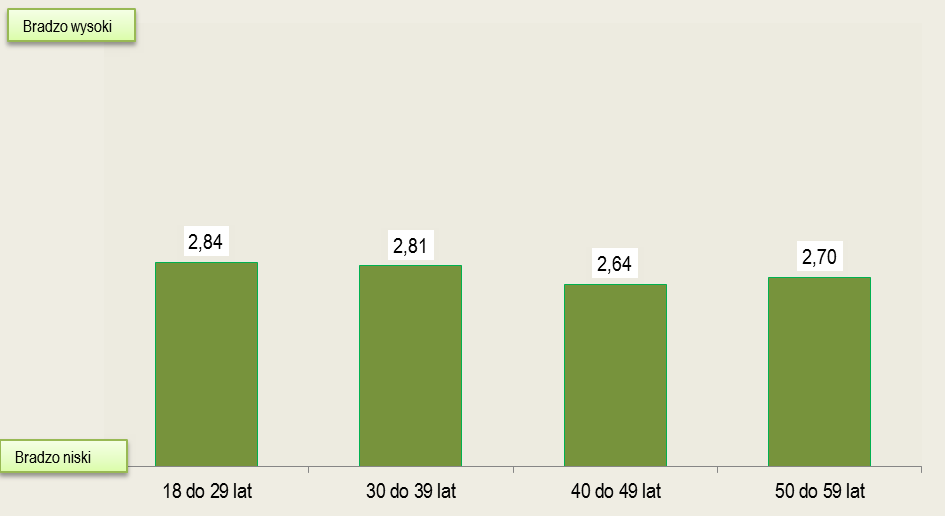 Bradzo wysoki
2,84
2,81
2,64
2,70
Bradzo niski
18 do 29 lat
30 do 39 lat
40 do 49 lat
50 do 59 lat